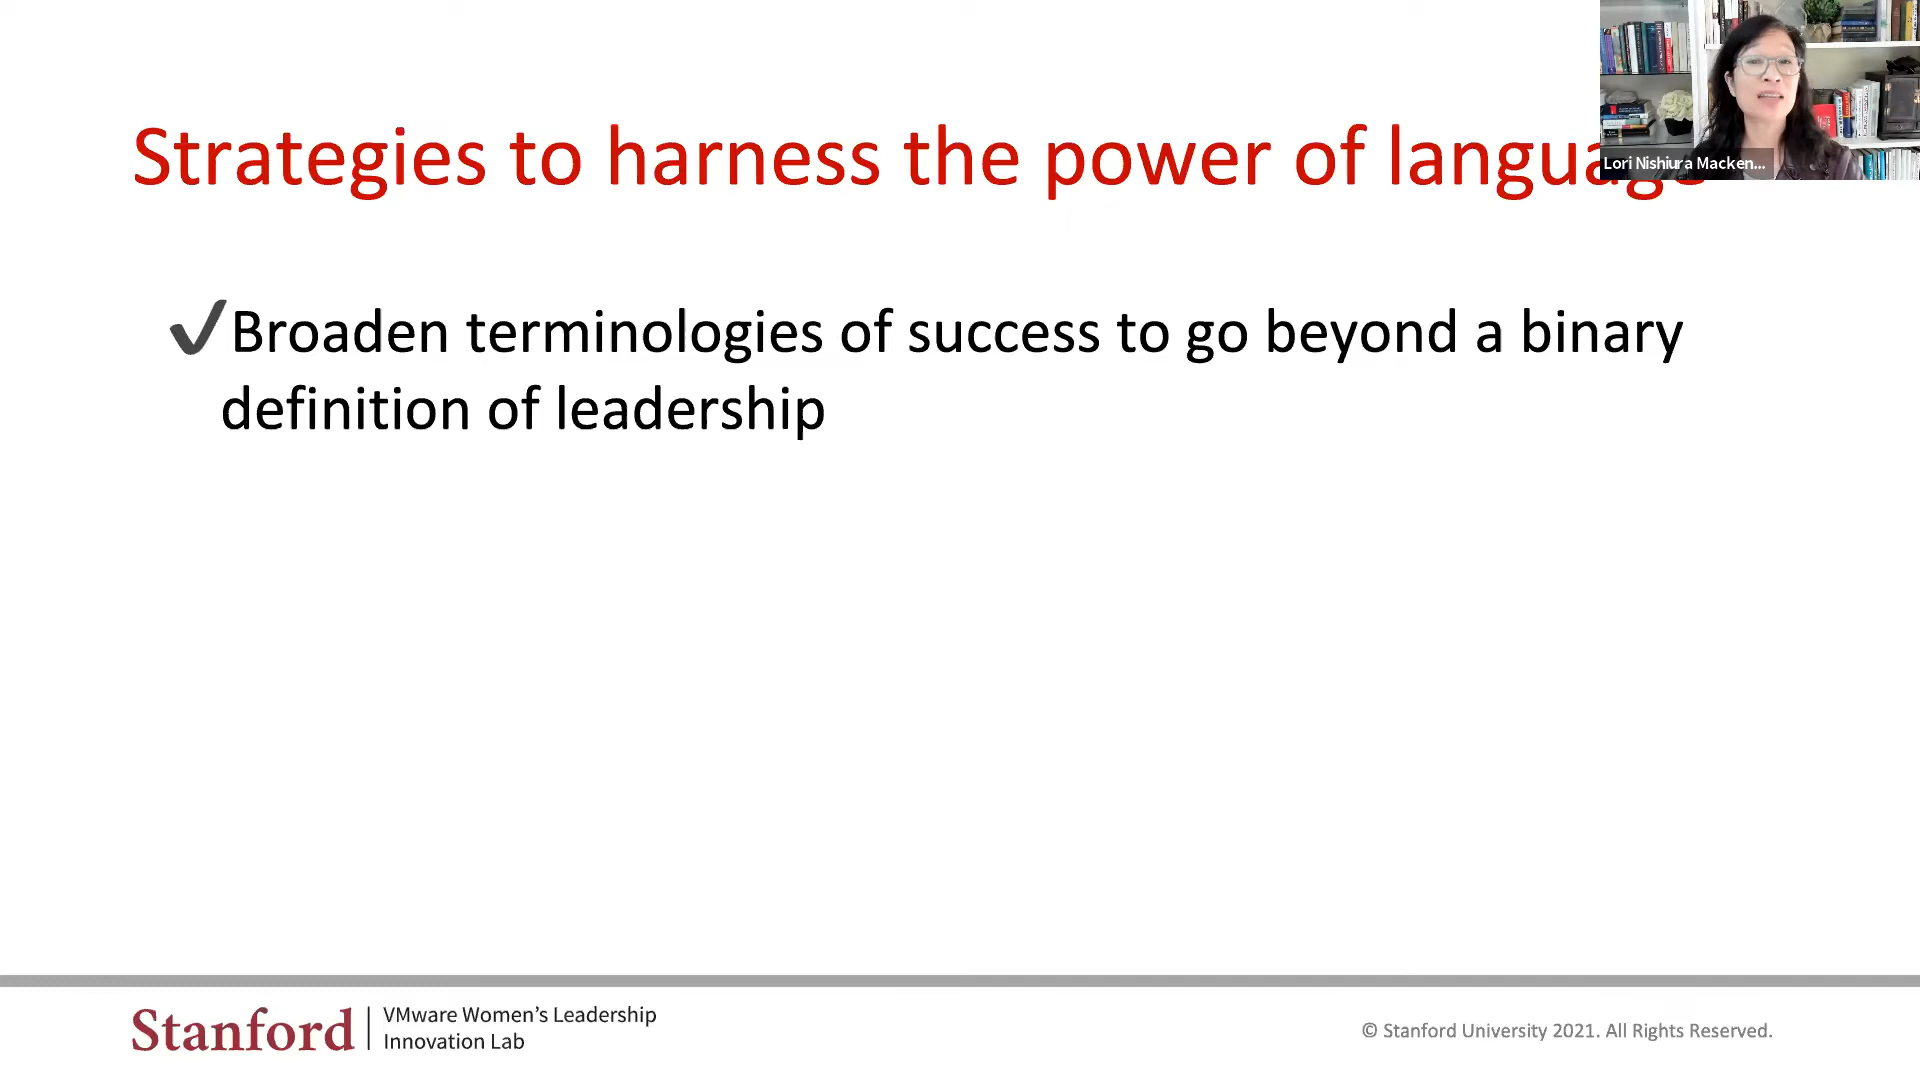 Strategies to harness the power of language
Lori Nishiura Macken...
✔Broaden terminologies of success to go beyond a binary
definition of leadership
Stanford
VMware Women's Leadership
Innovation Lab
© Stanford University 2021. All Rights Reserved.